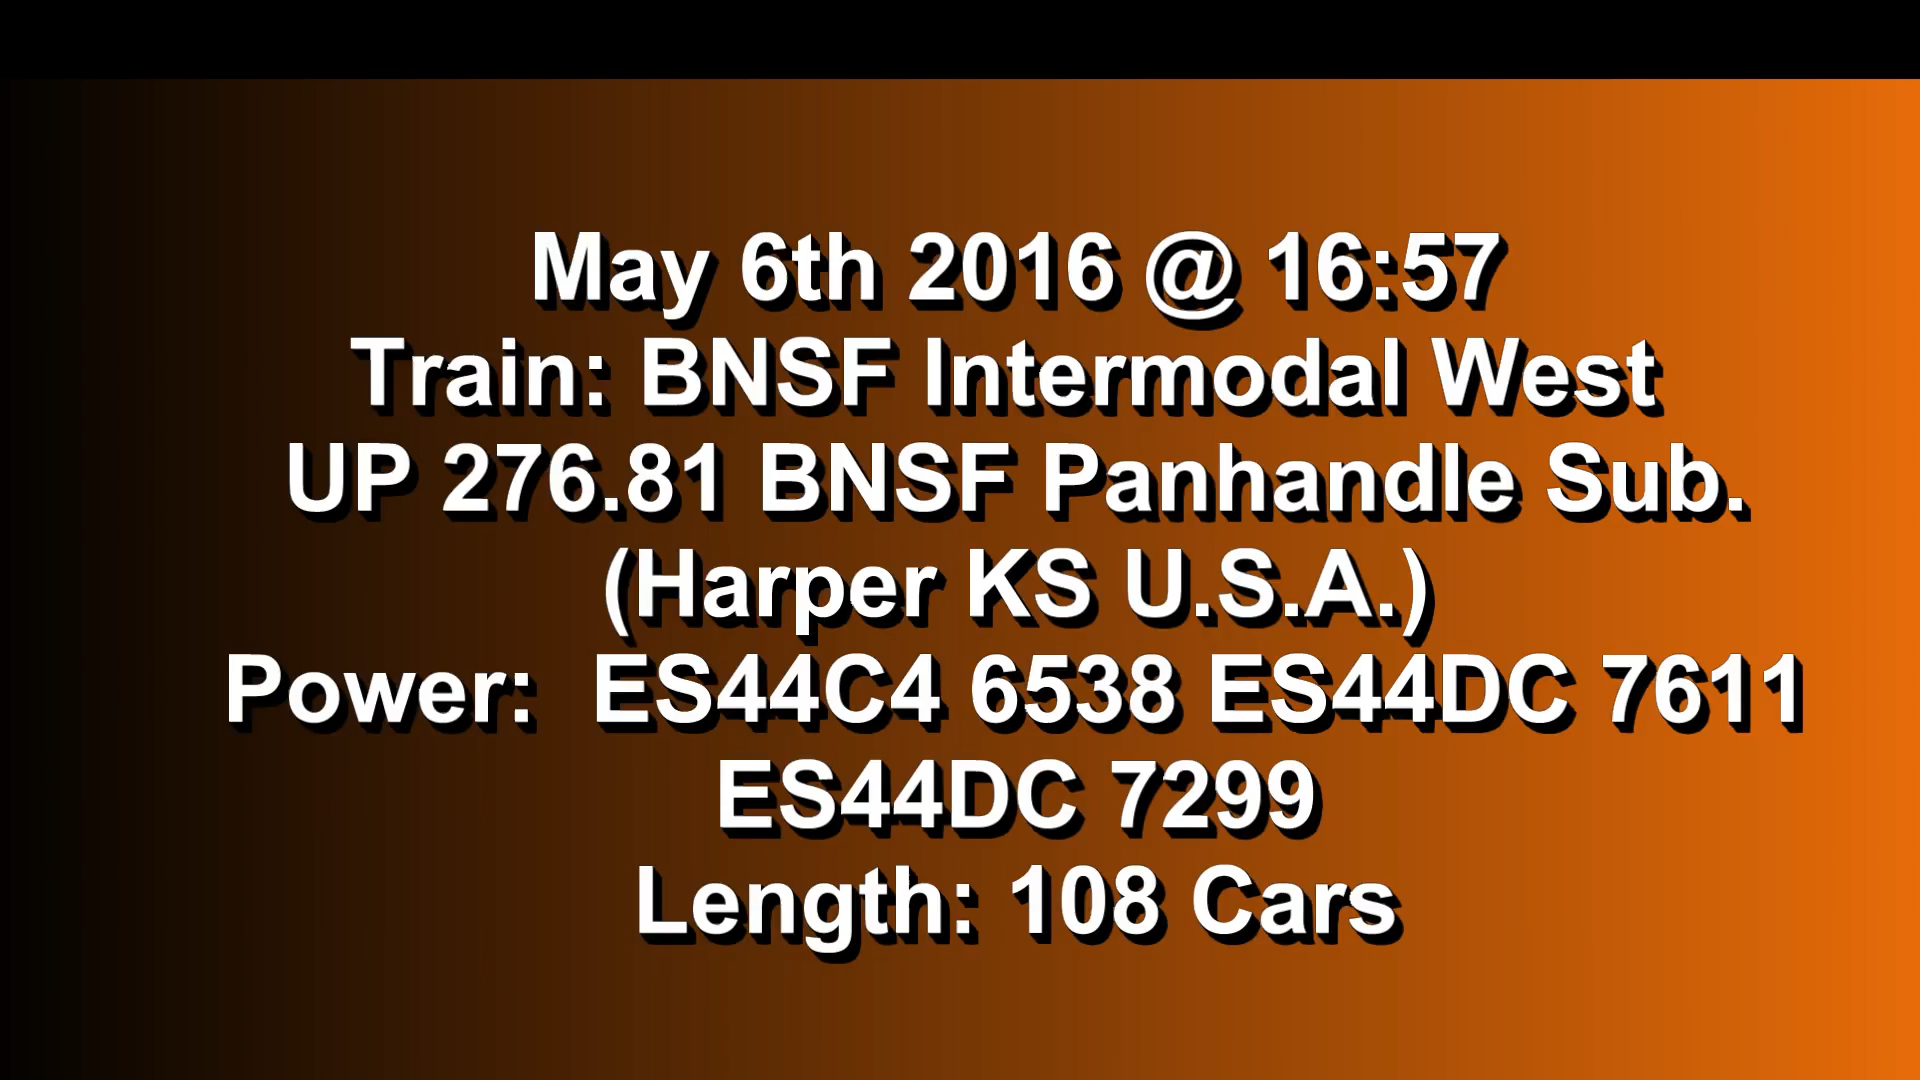 May 6th 2016 @ 16:57
Train: BNSF Intermodal West
UP 276.81 BNSF Panhandle Sub.
(Harper KS U.S.A.)
Power:  ES44C4 6538 ES44DC 7611
ES44DC 7299
Length: 108 Cars